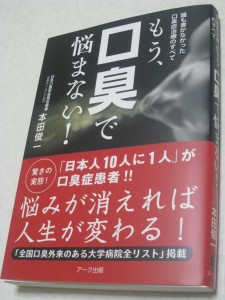 誰も書かなかった
口臭症治療のすべて
もう、
口臭で
悩まない!
本田俊一
驚きの
実態!
「日本人10人に1人」が
口臭症患者!!
悩みが消えれば
人生が変わる!
「全国口臭外来のある大学病院全リスト」掲載
アーク出版